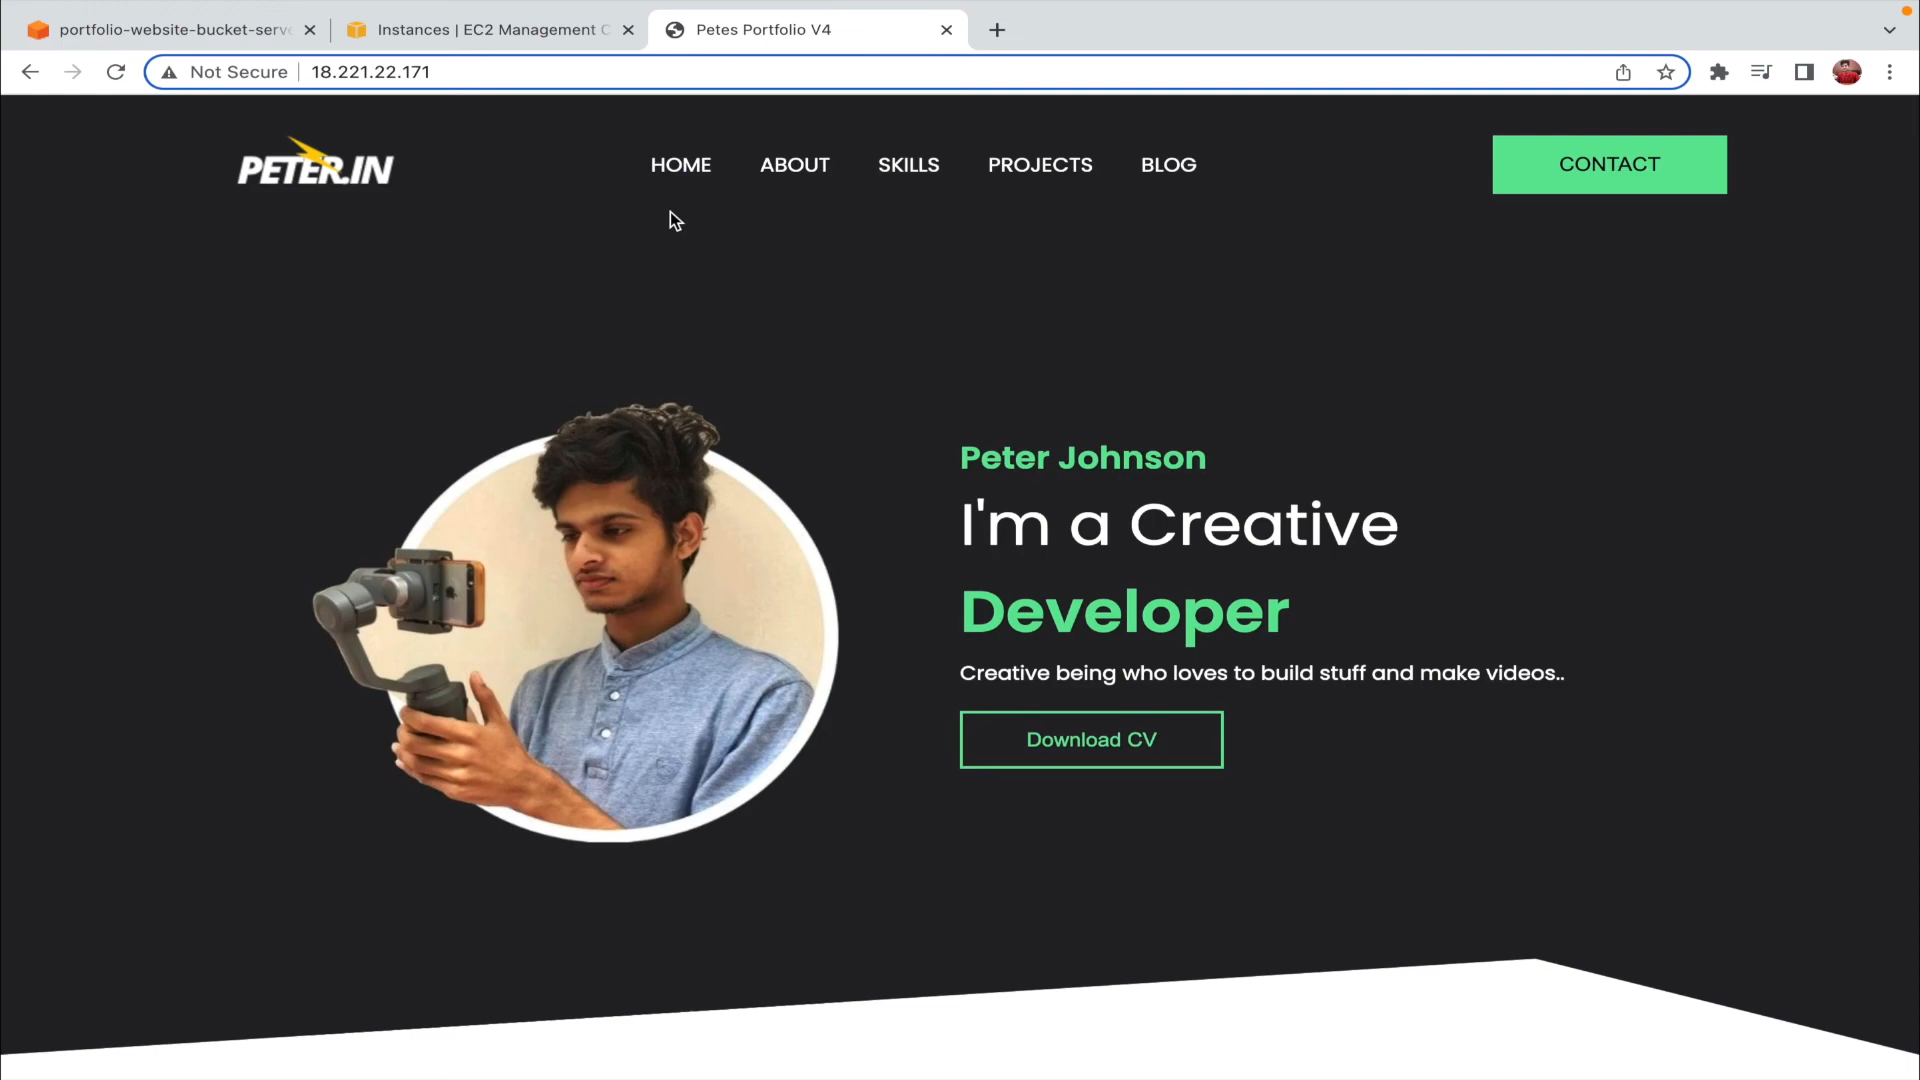 portfolio-website-bucket-serve
Instances | EC2 Management C
Petes Portfolio V4
Not Secure
18.221.22.171
PETER.IN
HOME
ABOUT
SKILLS
PROJECTS
BLOG
CONTACT
Peter Johnson
I'm a Creative
Developer
Creative being who loves to build stuff and make videos..
Download CV